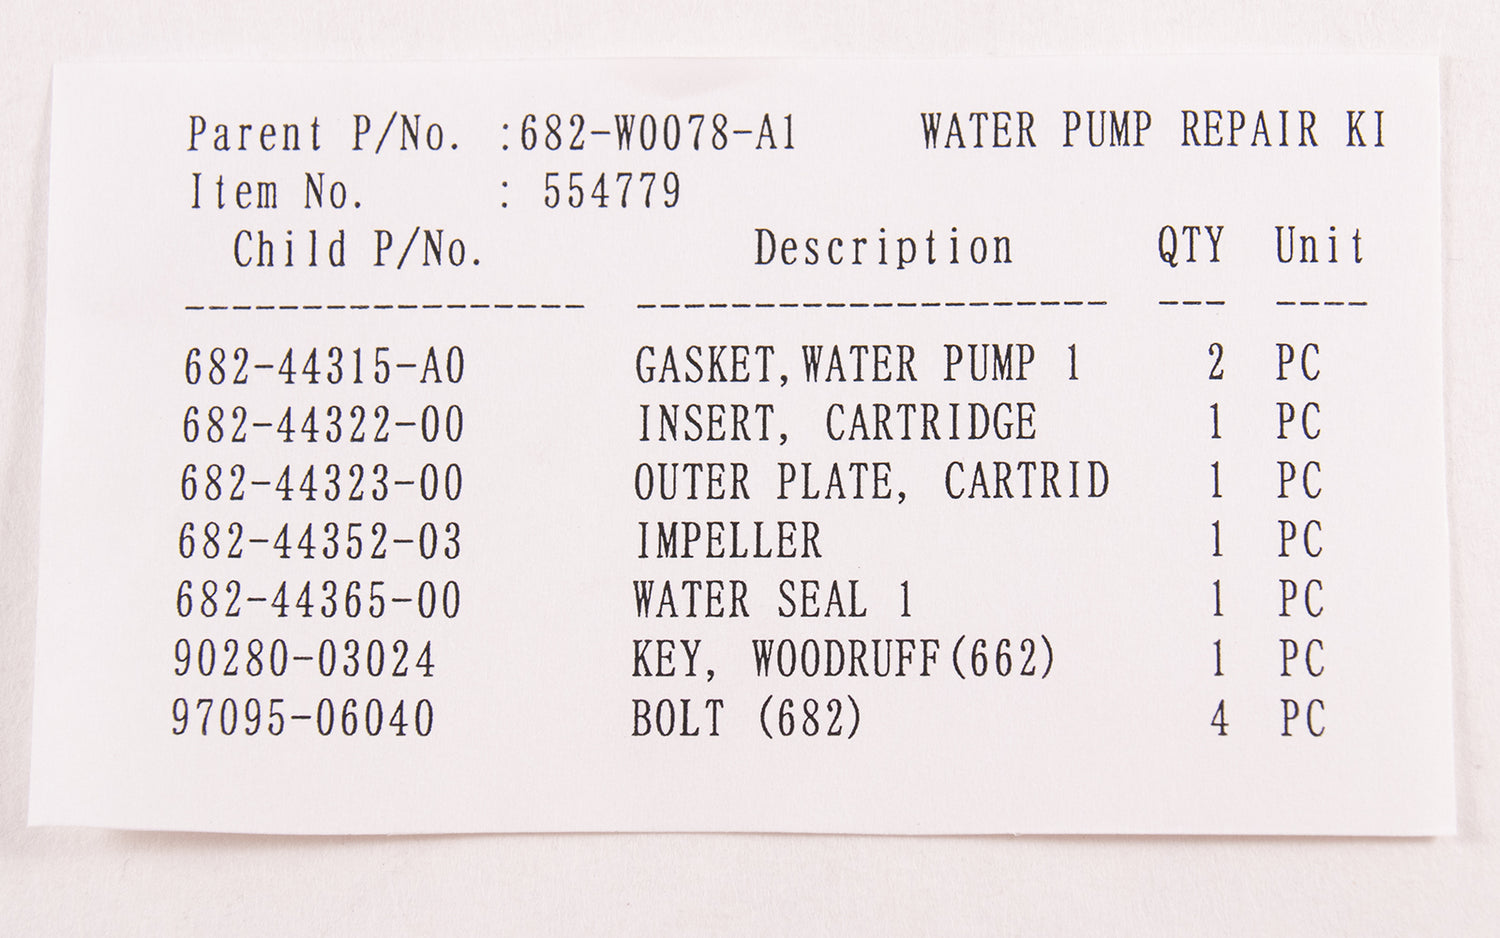 Parent P/No. :682-W0078-A1 WATER PUMP REPAIR KI
Item No. : 554779
Child P/No. Description QTY Unit
----------------- -------------------- --- ----
682-44315-A0 GASKET,WATER PUMP 1 2 PC
682-44322-00 INSERT, CARTRIDGE 1 PC
682-44323-00 OUTER PLATE, CARTRID 1 PC
682-44352-03 IMPELLER 1 PC
682-44365-00 WATER SEAL 1 1 PC
90280-03024 KEY, WOODRUFF(662) 1 PC
97095-06040 BOLT (682) 4 PC